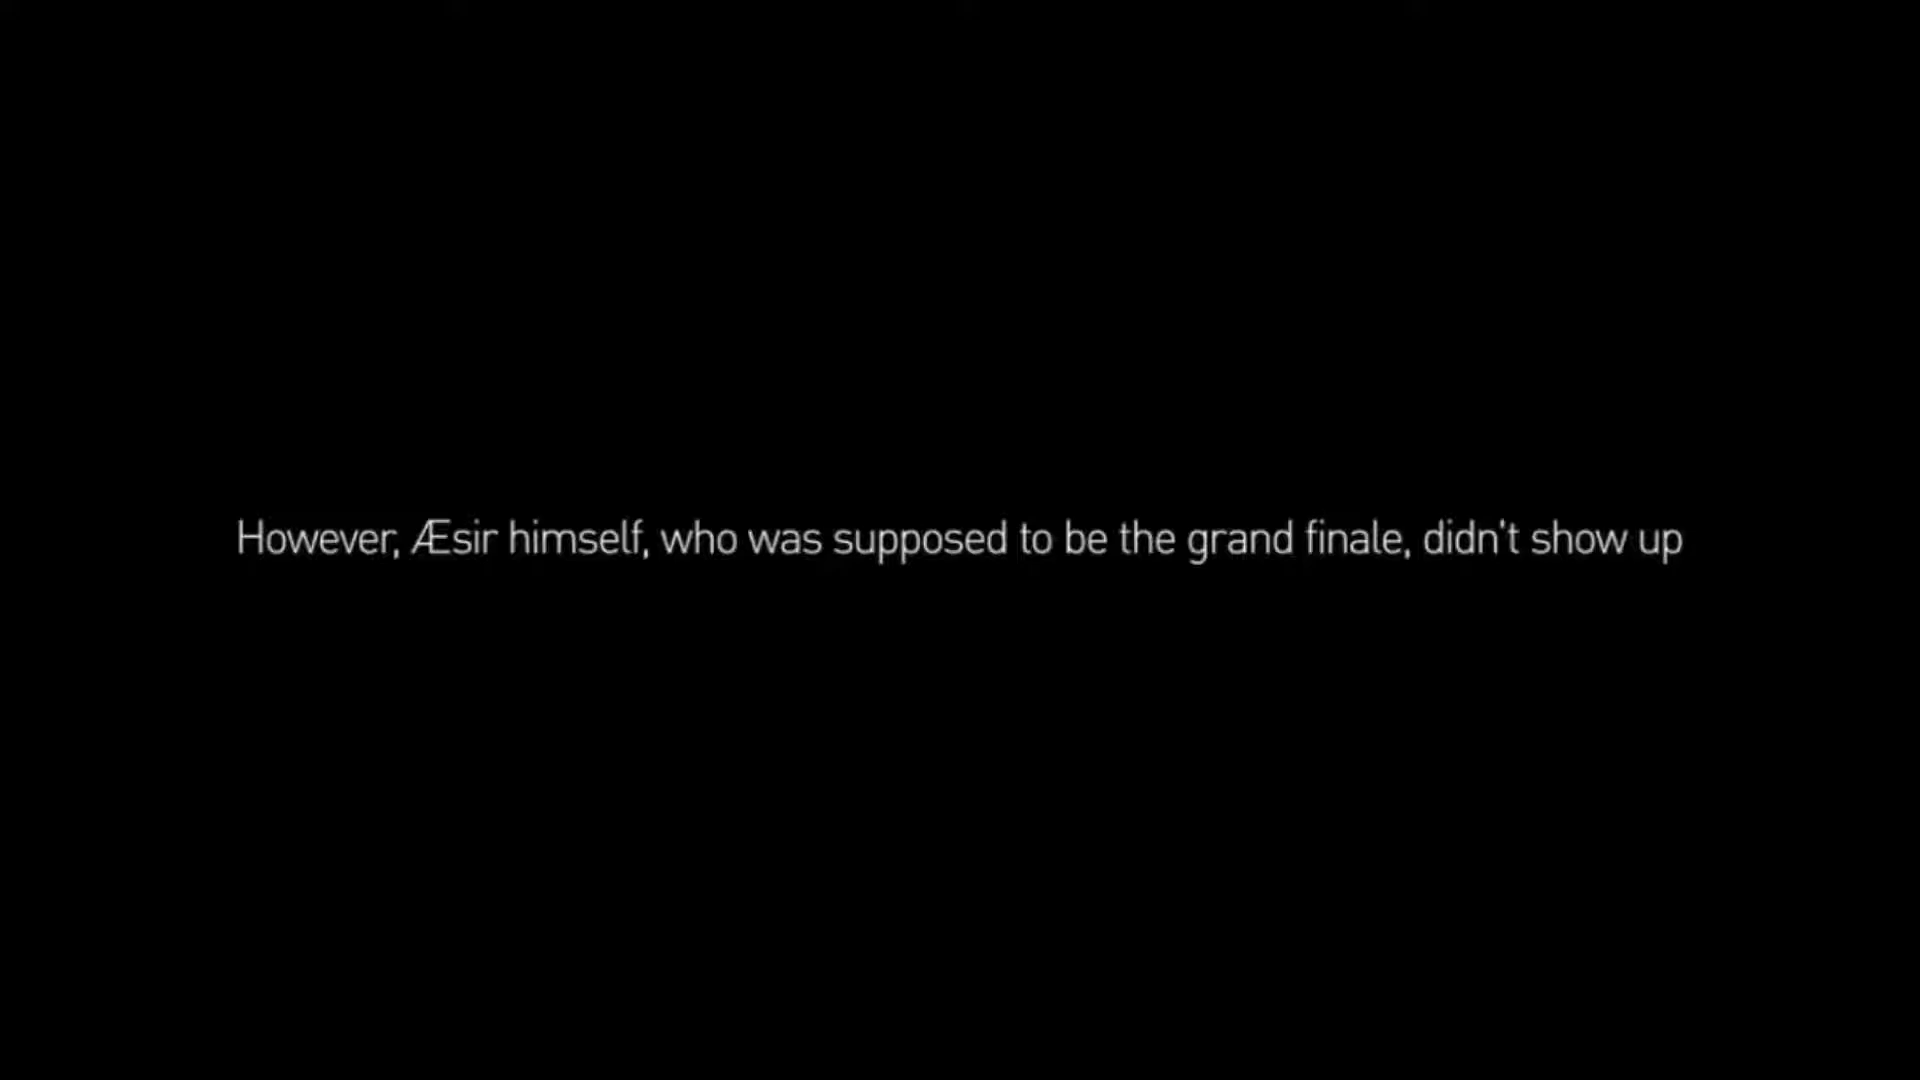 However, Æsir himself, who was supposed to be the grand finale, didn't show up